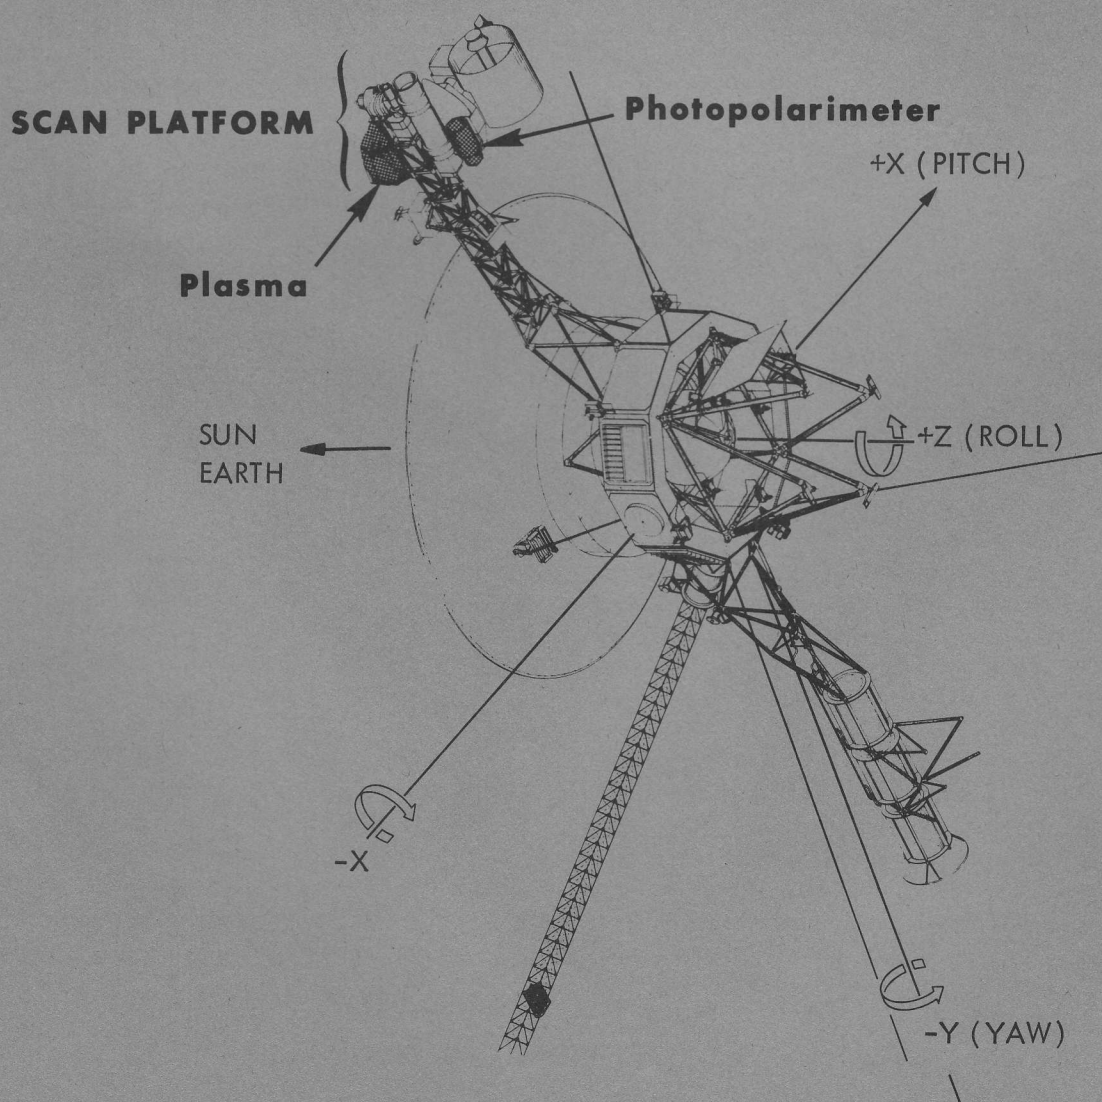 SCAN PLATFORM
Photopolarimeter
+X (PITCH)
Plasma
SUN
EARTH
+Z (ROLL)
-X
-Y (YAW)